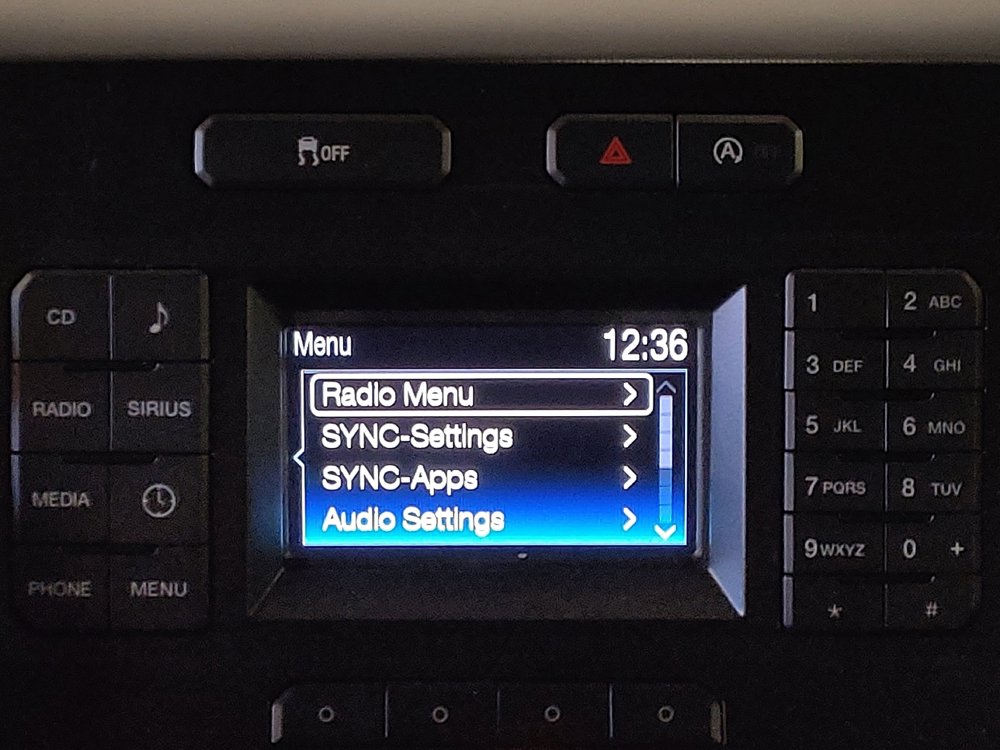 OFF
A OFF
CD
RADIO SIRIUS
MEDIA
PHONE MENU
Menu 12:36
Radio Menu
SYNC-Settings
SYNC-Apps
Audio Settings
1 2 ABC
3 DEF 4 GHI
5 JKL 6 MNO
7 PQRS 8 TUV
9 WXYZ 0 +
* #